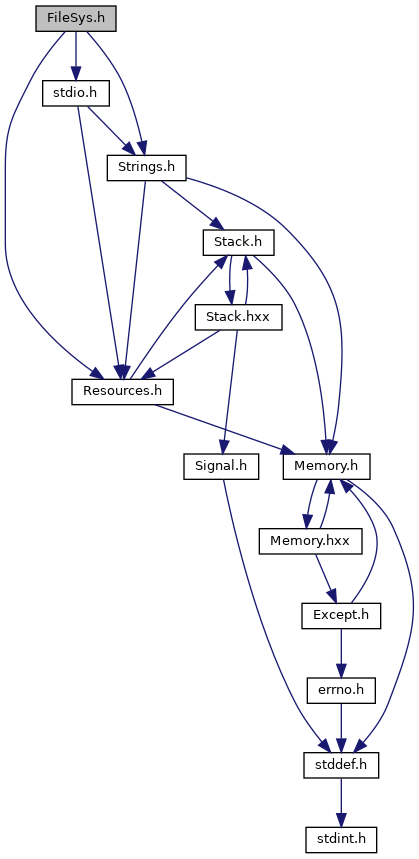 FileSys.h
stdio.h
Strings.h
Stack.h
Stack.hxx
Resources.h
Signal.h
Memory.h
Memory.hxx
Except.h
errno.h
stddef.h
stdint.h